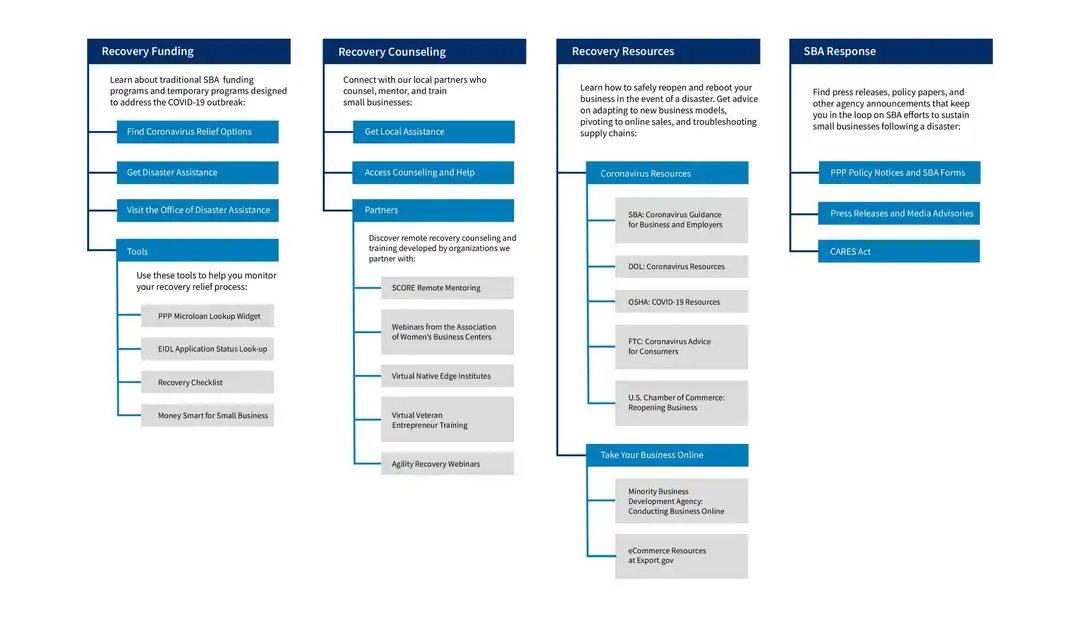 Recovery Funding
Learn about traditional SBA funding
programs and temporary programs designed
to address the COVID-19 outbreak:
Find Coronavirus Relief Options
Get Disaster Assistance
Visit the Office of Disaster Assistance
Tools
Use these tools to help you monitor
your recovery relief process:
PPP Microloan Lookup Widget
EIDL Application Status Look-up
Recovery Checklist
Money Smart for Small Business
Recovery Counseling
Connect with our local partners who
counsel, mentor, and train
small businesses:
Get Local Assistance
Access Counseling and Help
Partners
Discover remote recovery counseling and
training developed by organizations we
partner with:
SCORE Remote Mentoring
Webinars from the Association
of Women's Business Centers
Virtual Native Edge Institutes
Virtual Veteran
Entrepreneur Training
Agility Recovery Webinars
Recovery Resources
Learn how to safely reopen and reboot your
business in the event of a disaster. Get advice
on adapting to new business models,
pivoting to online sales, and troubleshooting
supply chains:
Coronavirus Resources
SBA: Coronavirus Guidance
for Business and Employers
DOL: Coronavirus Resources
OSHA: COVID-19 Resources
FTC: Coronavirus Advice
for Consumers
U.S. Chamber of Commerce:
Reopening Business
Take Your Business Online
Minority Business
Development Agency:
Conducting Business Online
eCommerce Resources
at Export.gov
SBA Response
Find press releases, policy papers, and
other agency announcements that keep
you in the loop on SBA efforts to sustain
small businesses following a disaster:
PPP Policy Notices and SBA Forms
Press Releases and Media Advisories
CARES Act